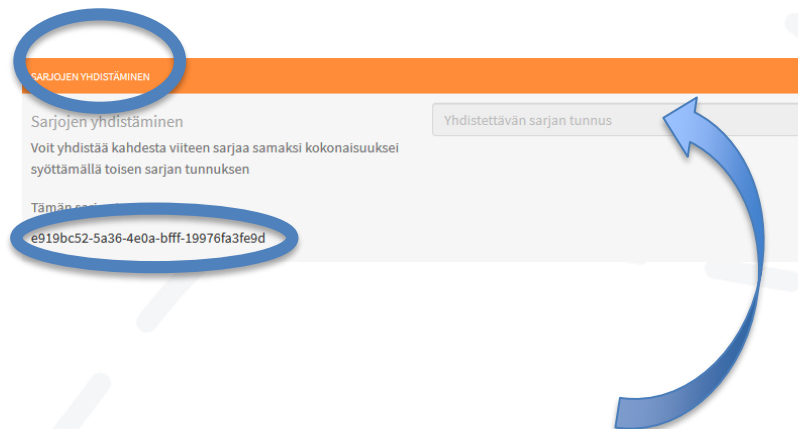 SARJOJEN YHDISTÄMINEN
Sarjojen yhdistäminen
Yhdistettävän sarjan tunnus
Voit yhdistää kahdesta viiteen sarjaa samaksi kokonaisuuksei
syöttämällä toisen sarjan tunnuksen
Tämän
e919bc52-5a36-4e0a-bfff-19976fa3fe9d